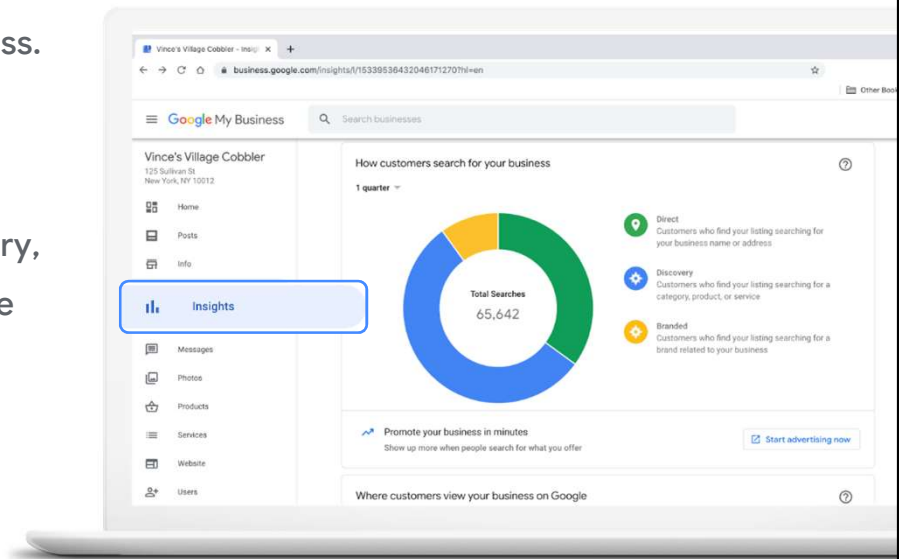 ss.
ry,
e
Vince's Village Cobbler - Insig
business.google.com/insights/l/15339536432046171270?hl=en
Other Book
Google My Business
Search businesses
Vince's Village Cobbler
125 Sullivan St
New York, NY 10012
Home
Posts
Info
Insights
Messages
Photos
Products
Services
Website
Users
How customers search for your business
1 quarter
Total Searches
65,642
Direct
Customers who find your listing searching for
your business name or address
Discovery
Customers who find your listing searching for a
category, product, or service
Branded
Customers who find your listing searching for a
brand related to your business
Promote your business in minutes
Show up more when people search for what you offer
Start advertising now
Where customers view your business on Google